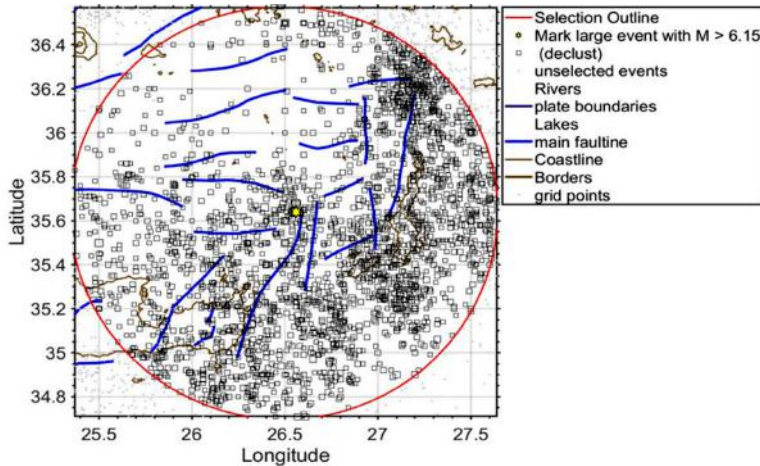 36.4
36.2
36
35.8
35.6
35.4
35.2
35
34.8
Latitude
25.5
26
26.5
27
27.5
Longitude
Selection Outline
Mark large event with M > 6.15
(declust)
unselected events
Rivers
plate boundaries
Lakes
main faultine
Coastline
Borders
grid points